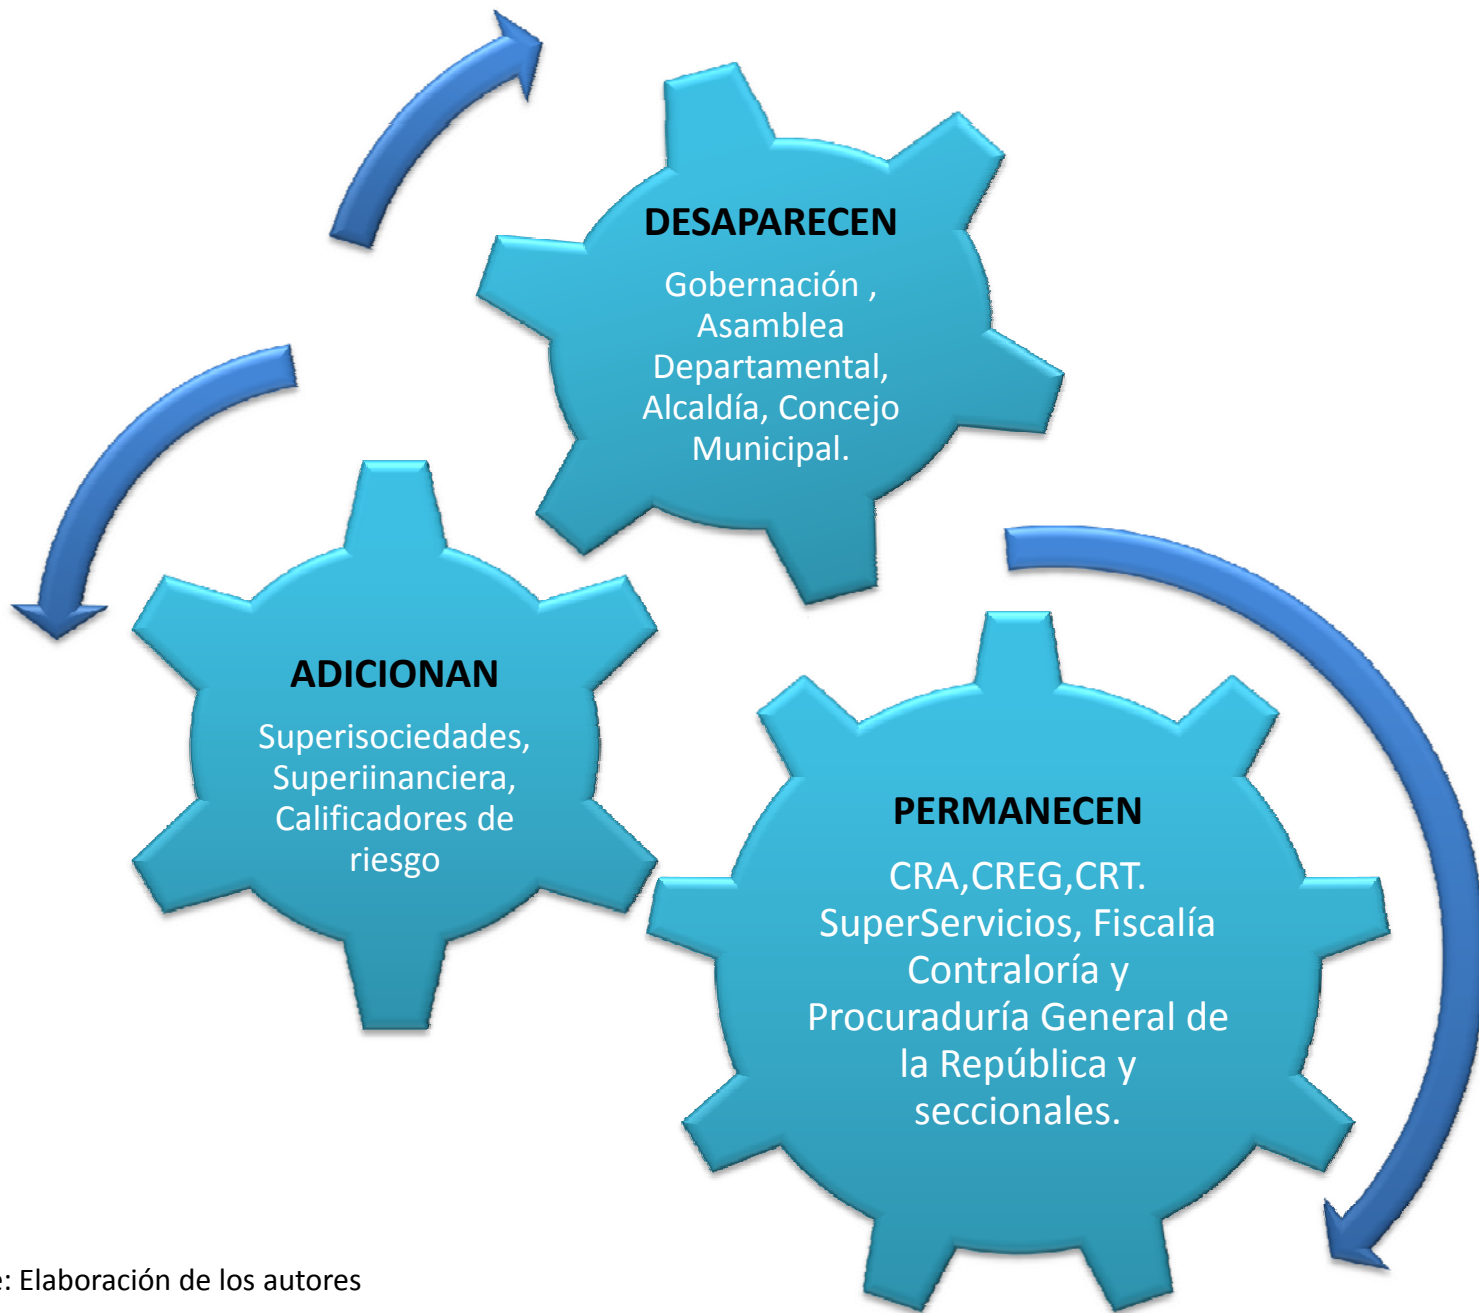 DESAPARECEN
Gobernación ,
Asamblea
Departamental,
Alcaldía, Concejo
Municipal.
ADICIONAN
Superisociedades,
Superiinanciera,
Calificadores de
riesgo
PERMANECEN
CRA,CREG,CRT.
SuperServicios, Fiscalía
Contraloría y
Procuraduría General de
la República y
seccionales.
e: Elaboración de los autores